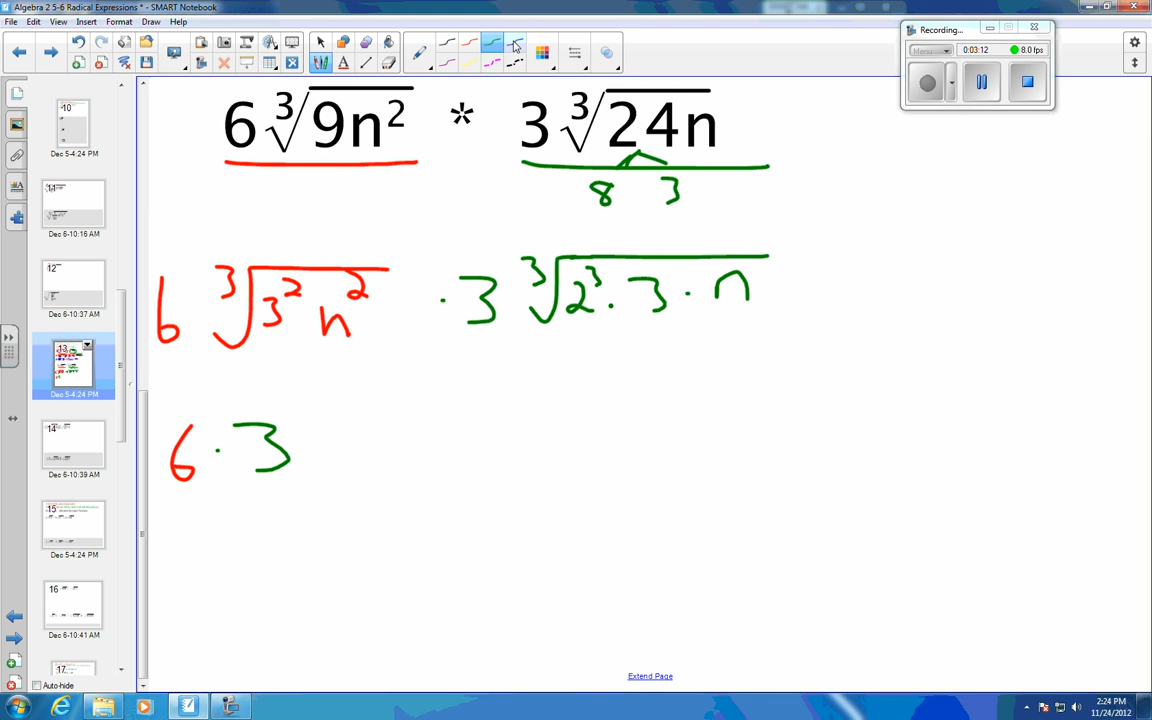 Algebra 2 5-6 Radical Expressions * - SMART Notebook
File Edit View Insert Format Draw Help
Recording...
Menu 0:03:12 8.0 fps
10
Dec 5-4:24 PM
11
Dec 6-10:16 AM
12
Dec 6-10:37 AM
13
Dec 5-4:24 PM
14
Dec 6-10:39 AM
15
Dec 5-4:24 PM
16
Dec 6-10:41 AM
17
Auto-hide
6 ∛9n² * 3 ∛24n
8 3
6 ∛3² n² · 3 ∛2³ · 3 · n
6 · 3
Extend Page
2:24 PM
11/24/2012